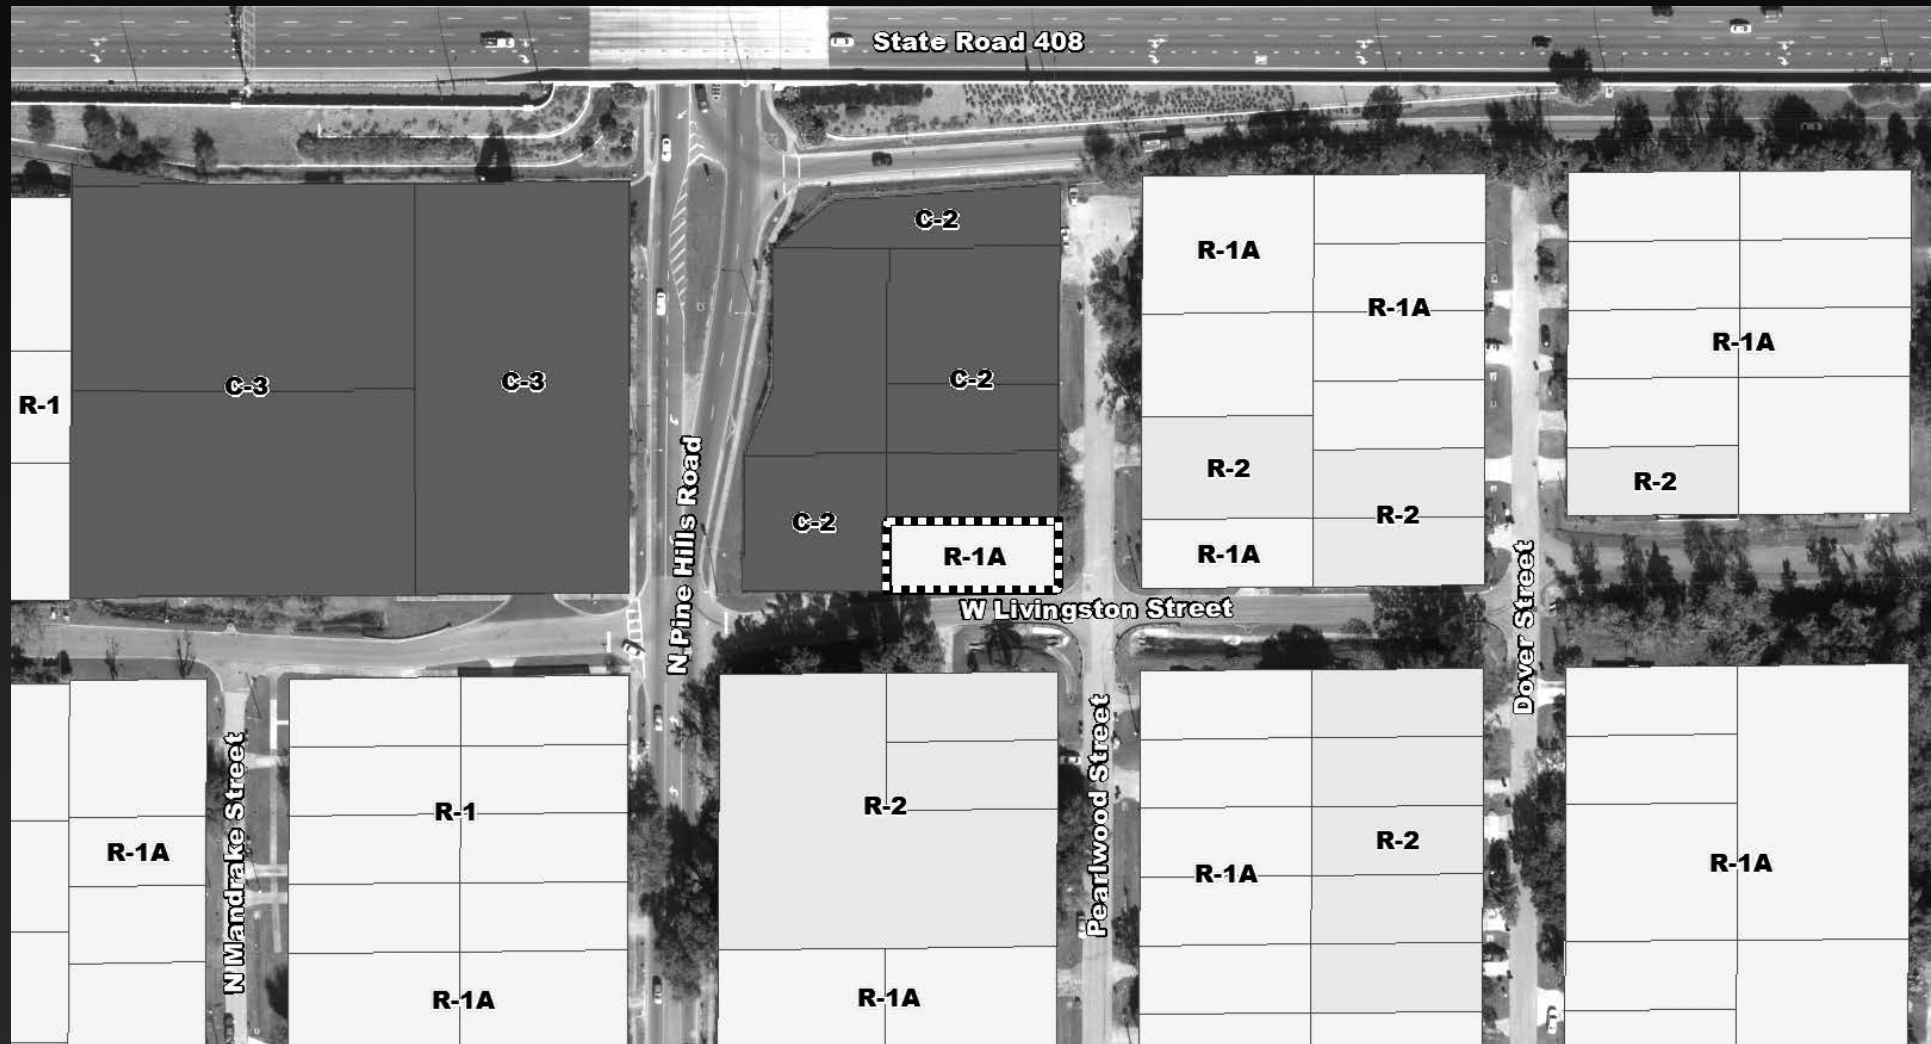 State Road 408
C-2
R-1A
R-1A
R-1A
C-3
C-3
C-2
R-1
R-2
R-2
C-2
R-2
R-1A
R-1A
N Pine Hills Road
W Livingston Street
Dover Street
R-1
R-2
R-2
R-1A
N Mandrake Street
Pearlwood Street
R-1A
R-1A
R-1A
R-1A